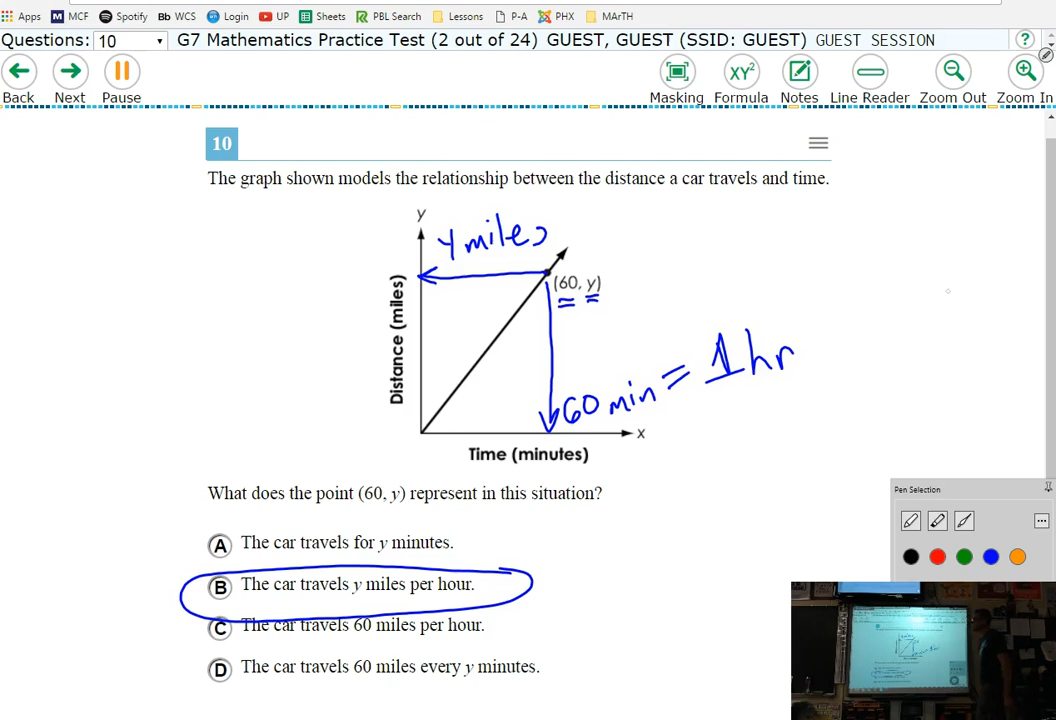 Apps MCF Spotify Bb WCS Login UP Sheets PBL Search Lessons P-A PHX MArTH
Questions: 10 G7 Mathematics Practice Test (2 out of 24) GUEST, GUEST (SSID: GUEST) GUEST SESSION
Back Next Pause Masking Formula Notes Line Reader Zoom Out Zoom In
XY²
10
The graph shown models the relationship between the distance a car travels and time.
y
y miles
(60, y)
Distance (miles)
60 min = 1 hr
x
Time (minutes)
What does the point (60, y) represent in this situation?
Pen Selection
A The car travels for y minutes.
B The car travels y miles per hour.
C The car travels 60 miles per hour.
D The car travels 60 miles every y minutes.